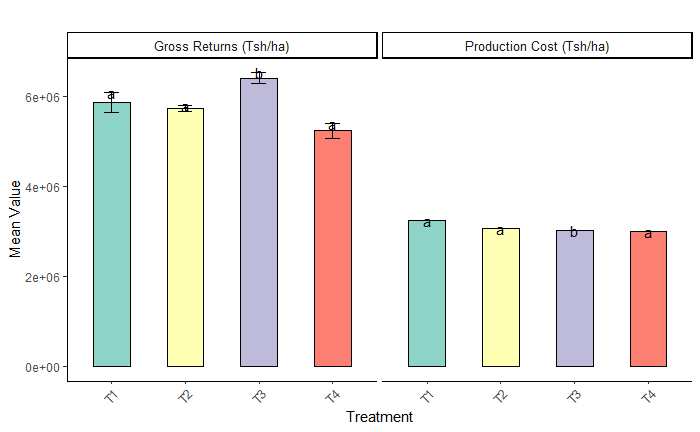 Gross Returns (Tsh/ha) Production Cost (Tsh/ha)
b
a a a
6e+06
4e+06
a a b a
2e+06
0e+00
Mean Value
T1 T2 T3 T4 T1 T2 T3 T4
Treatment